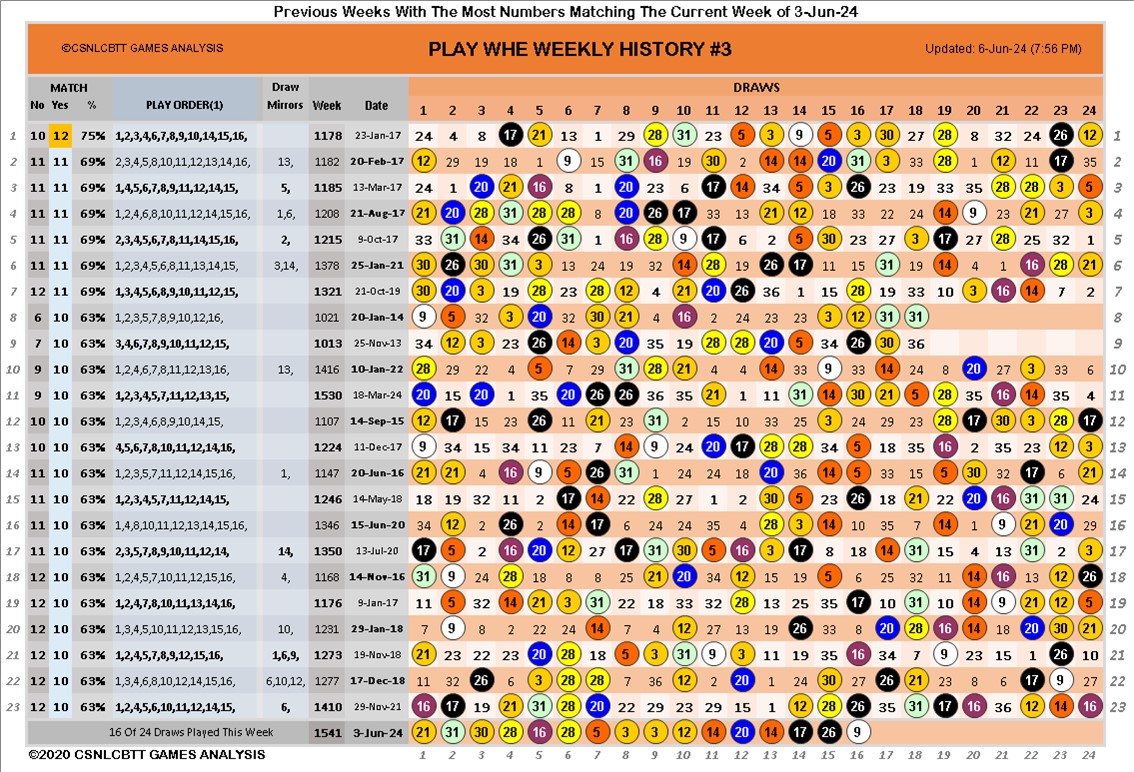 Previous Weeks With The Most Numbers Matching The Current Week of 3-Jun-24
©CSNLCBTT GAMES ANALYSIS PLAY WHE WEEKLY HISTORY #3 Updated: 6-Jun-24 (7:56 PM)
MATCH Draw DRAWS
No Yes % PLAY ORDER(1) Mirrors Week Date 1 2 3 4 5 6 7 8 9 10 11 12 13 14 15 16 17 18 19 20 21 22 23 24
1 10 12 75% 1,2,3,4,6,7,8,9,10,14,15,16, 1178 23-Jan-17 24 4 8 17 21 13 1 29 28 31 23 5 3 9 5 3 30 27 28 8 32 24 26 12 1
2 11 11 69% 2,3,4,5,8,10,11,12,13,14,16, 13, 1182 20-Feb-17 12 29 19 18 1 9 15 31 16 19 30 2 14 14 20 31 3 33 28 1 12 11 17 35 2
3 11 11 69% 1,4,5,6,7,8,9,11,12,14,15, 5, 1185 13-Mar-17 24 1 20 21 16 8 1 20 23 6 17 14 34 5 3 26 23 19 33 35 28 28 3 5 3
4 11 11 69% 1,2,4,6,8,10,11,12,14,15,16, 1,6, 1208 21-Aug-17 21 20 28 31 28 28 8 20 26 17 33 13 21 12 18 33 22 24 14 9 23 21 27 3 4
5 11 11 69% 2,3,4,5,6,7,8,11,14,15,16, 2, 1215 9-Oct-17 33 31 14 34 26 31 1 16 28 9 17 6 2 5 30 23 27 3 17 27 28 25 32 1 5
6 11 11 69% 1,2,3,4,5,6,8,11,13,14,15, 3,14, 1378 25-Jan-21 30 26 30 31 3 13 24 19 32 14 28 19 26 17 11 15 31 19 14 4 1 16 28 21 6
7 12 11 69% 1,3,4,5,6,8,9,10,11,12,15, 1321 21-Oct-19 30 20 3 19 28 23 28 12 4 21 20 26 36 1 15 28 19 33 10 3 16 14 7 2 7
8 6 10 63% 1,2,3,5,7,8,9,10,12,16, 1021 20-Jan-14 9 5 32 3 20 32 30 21 4 16 2 24 23 23 3 12 31 31 8
9 7 10 63% 3,4,6,7,8,9,10,11,12,15, 1013 25-Nov-13 34 12 3 23 26 14 3 20 35 19 28 28 20 5 34 26 30 36 9
10 9 10 63% 1,2,4,6,7,8,11,12,13,16, 13, 1416 10-Jan-22 28 29 22 4 5 7 29 31 28 21 4 4 14 33 9 33 14 24 8 20 27 3 33 6 10
11 9 10 63% 1,2,3,4,5,7,11,12,13,15, 1530 18-Mar-24 20 15 20 1 35 20 26 26 36 35 21 1 11 31 14 30 21 5 28 35 16 14 35 4 11
12 10 10 63% 1,2,3,4,6,8,9,10,14,15, 1107 14-Sep-15 12 17 15 23 26 11 21 23 31 2 15 10 33 32 3 24 29 23 28 17 30 3 28 17 12
13 10 10 63% 4,5,6,7,8,10,11,12,14,16, 1224 11-Dec-17 9 34 15 34 11 23 7 14 9 24 20 17 28 28 34 5 18 35 16 2 35 23 12 3 13
14 11 10 63% 1,2,3,5,7,11,12,14,15,16, 1, 1147 20-Jun-16 21 21 4 16 9 5 26 31 1 24 24 18 20 35 14 5 33 15 5 30 32 17 6 21 14
15 11 10 63% 1,2,3,4,5,7,11,12,14,15, 1246 14-May-18 18 19 32 11 2 17 14 22 28 27 1 2 30 5 23 26 18 21 22 20 16 31 31 24 15
16 11 10 63% 1,4,8,10,11,12,13,14,15,16, 1346 15-Jun-20 34 12 2 26 2 14 17 6 24 24 35 4 28 3 14 10 35 7 14 1 9 21 20 29 16
17 11 10 63% 2,3,5,7,8,9,10,11,12,14, 14, 1350 13-Jul-20 17 5 2 16 20 12 27 17 31 30 5 16 3 17 8 18 14 31 15 4 13 31 2 3 17
18 12 10 63% 1,2,4,5,7,10,11,12,15,16, 4, 1168 14-Nov-16 31 9 24 28 18 8 8 25 21 20 34 12 15 19 5 6 25 32 11 14 16 13 12 26 18
19 12 10 63% 1,2,4,7,8,10,11,13,14,16, 1176 9-Jan-17 11 5 32 14 21 3 31 22 18 33 32 28 13 25 35 17 10 31 10 14 9 21 12 5 19
20 12 10 63% 1,3,4,5,10,11,12,13,15,16, 10, 1231 29-Jan-18 7 9 8 2 22 24 14 7 4 12 27 13 19 26 33 8 20 28 16 14 18 20 30 21 20
21 12 10 63% 1,2,4,5,7,8,9,12,15,16, 1,6,9, 1273 19-Nov-18 21 23 22 23 20 28 18 5 3 31 9 3 11 19 35 16 34 7 9 23 15 1 26 10 21
22 12 10 63% 1,3,4,6,8,10,12,14,15,16, 6,10,12, 1277 17-Dec-18 11 32 26 6 3 28 28 7 36 12 2 20 1 24 30 27 26 21 23 8 6 17 9 27 22
23 12 10 63% 1,2,4,5,6,10,11,12,14,15, 6, 1410 29-Nov-21 16 17 19 21 31 28 20 22 29 23 29 15 1 12 28 26 35 31 17 16 36 12 14 16 23
16 Of 24 Draws Played This Week 1541 3-Jun-24 21 31 30 28 16 28 5 3 3 12 14 20 14 17 26 9
©2020 CSNLCBTT GAMES ANALYSIS 1 2 3 4 5 6 7 8 9 10 11 12 13 14 15 16 17 18 19 20 21 22 23 24